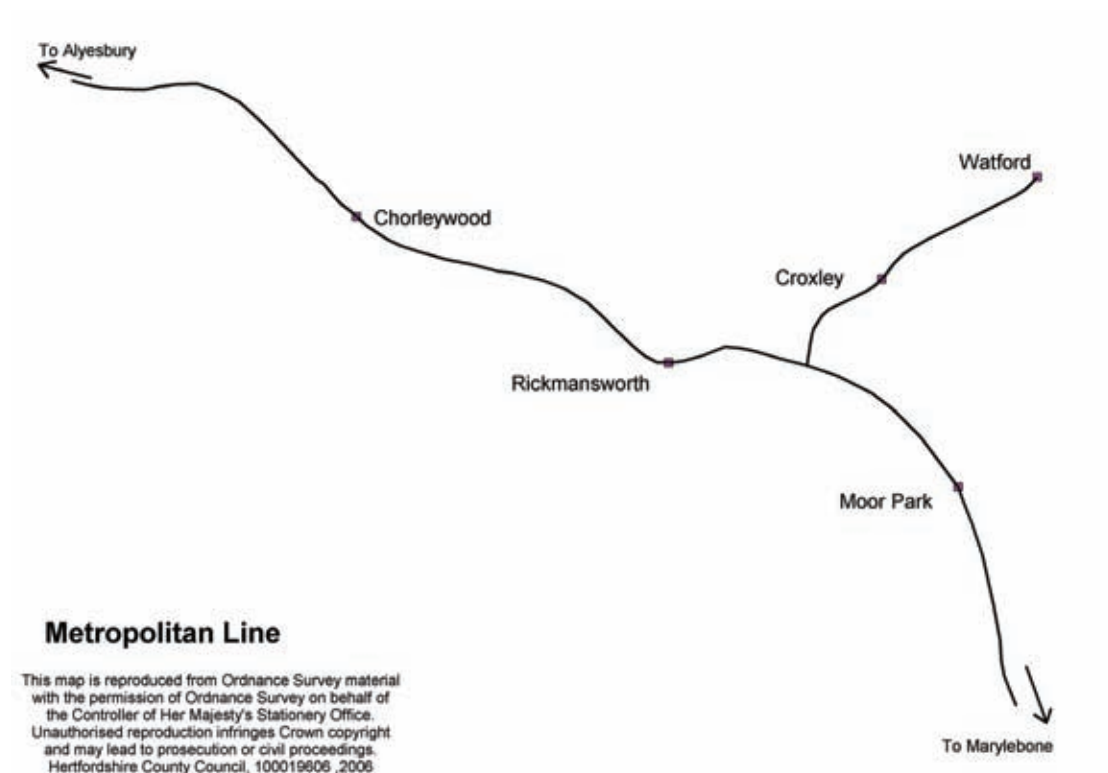 To Alyesbury
Watford
Chorleywood
Croxley
Rickmansworth
Moor Park
Metropolitan Line
This map is reproduced from Ordnance Survey material
with the permission of Ordnance Survey on behalf of
the Controller of Her Majesty's Stationery Office.
Unauthorised reproduction infringes Crown copyright
and may lead to prosecution or civil proceedings.
Hertfordshire County Council, 100019606 ,2006
To Marylebone